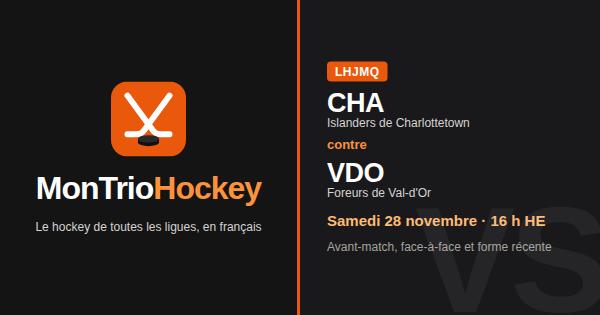 MonTrioHockey
Le hockey de toutes les ligues, en français
LHJMQ
CHA
Islanders de Charlottetown
contre
VDO
Foreurs de Val-d'Or
Samedi 28 novembre · 16 h HE
Avant-match, face-à-face et forme récente
VS